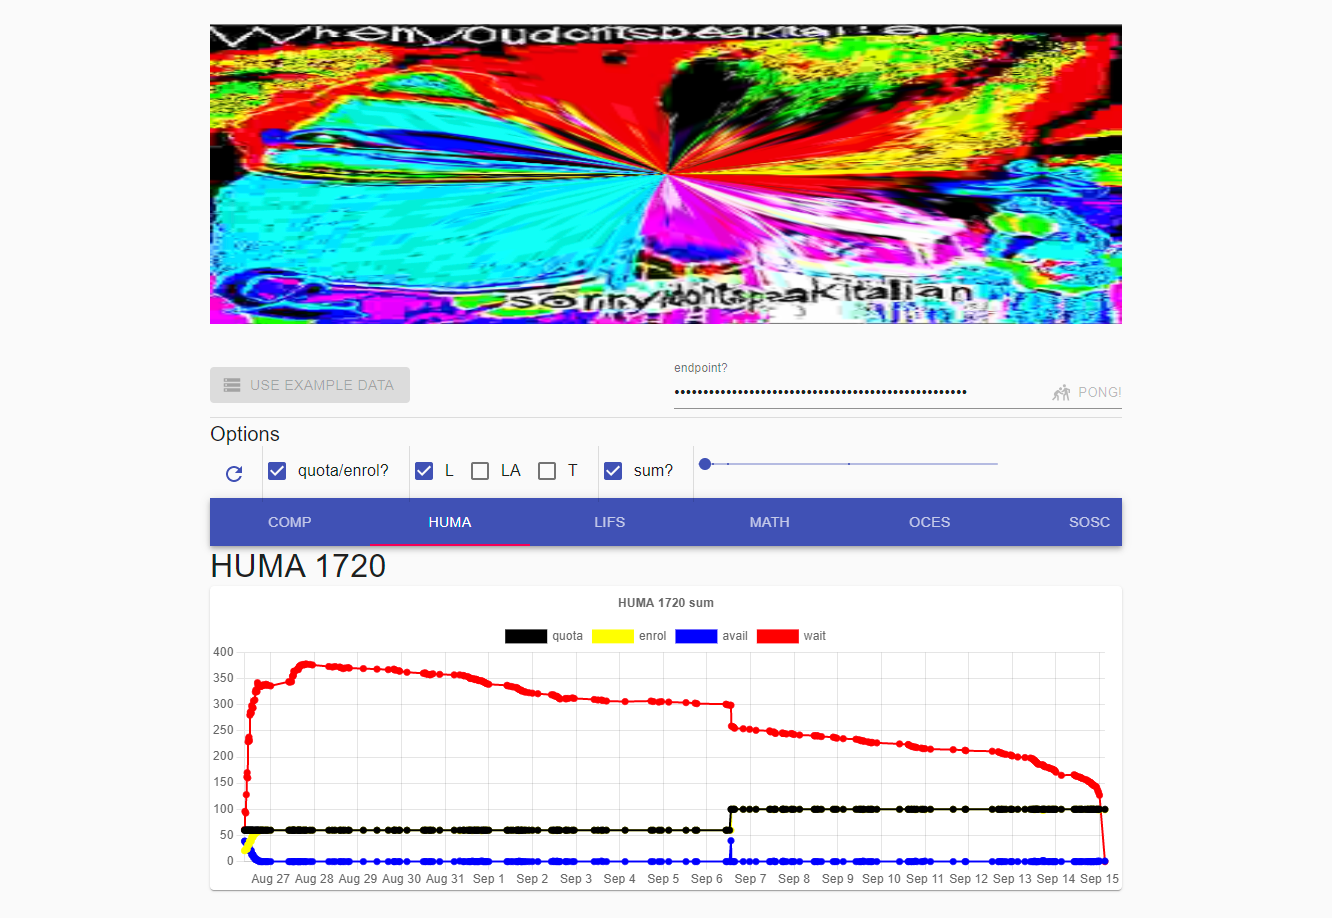 Whenyoudontspeakitalian
sorryidontspeakitalian
endpoint?
USE EXAMPLE DATA
•••••••••••••••••••••••••••••••••••••••••••••••••• PONG!
Options
quota/enrol? L LA T sum?
COMP HUMA LIFS MATH OCES SOSC
HUMA 1720
HUMA 1720 sum
quota enrol avail wait
400
350
300
250
200
150
100
50
0
Aug 27 Aug 28 Aug 29 Aug 30 Aug 31 Sep 1 Sep 2 Sep 3 Sep 4 Sep 5 Sep 6 Sep 7 Sep 8 Sep 9 Sep 10 Sep 11 Sep 12 Sep 13 Sep 14 Sep 15